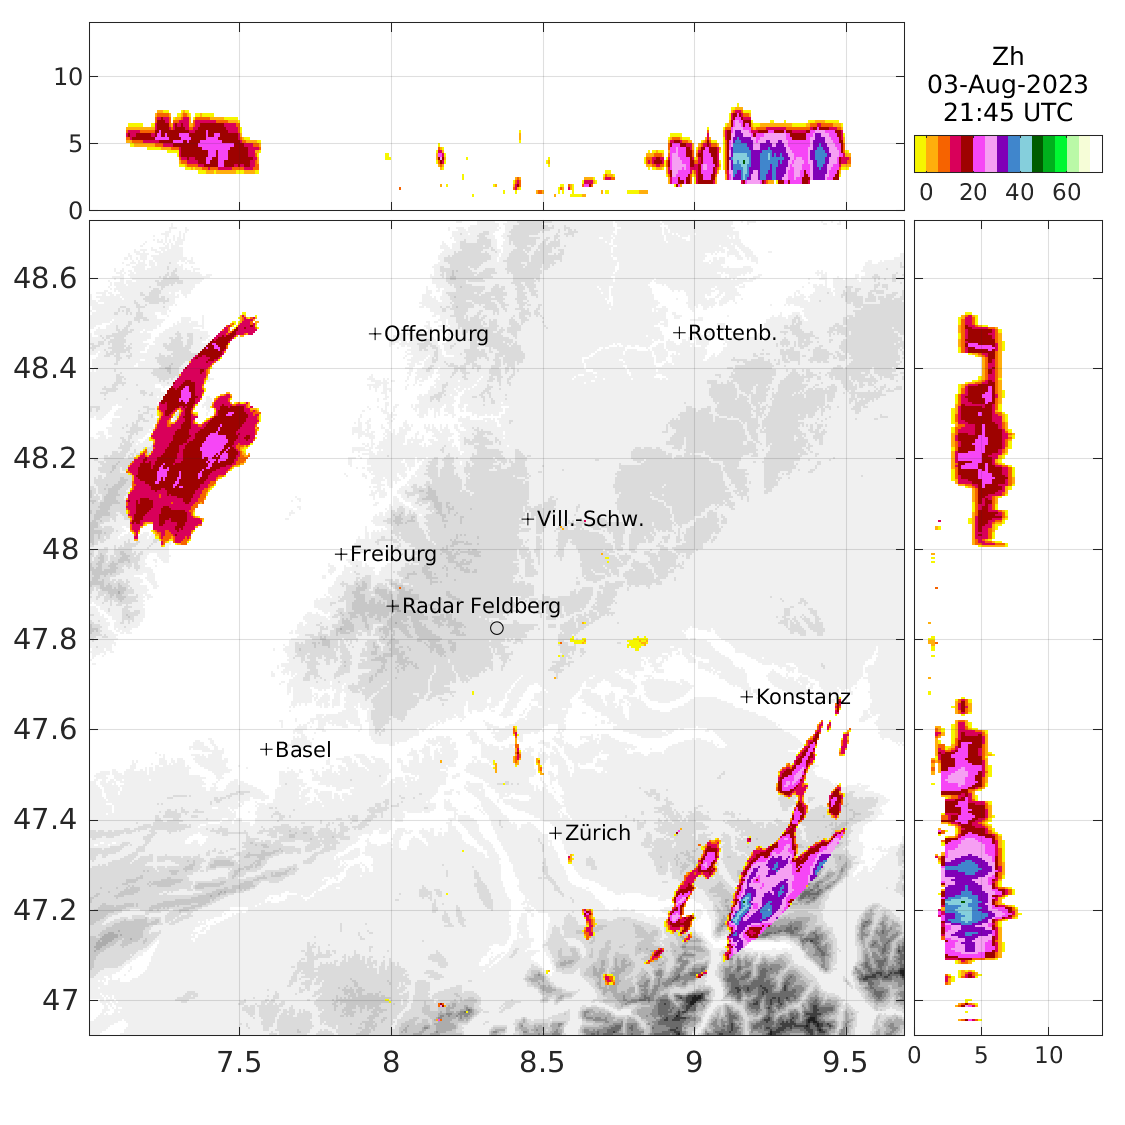 10
5
0
Zh
03-Aug-2023
21:45 UTC
0 20 40 60
48.6
48.4
48.2
48
47.8
47.6
47.4
47.2
47
Offenburg
Rottenb.
Vill.-Schw.
Freiburg
Radar Feldberg
Konstanz
Basel
Zürich
7.5 8 8.5 9 9.5
0 5 10